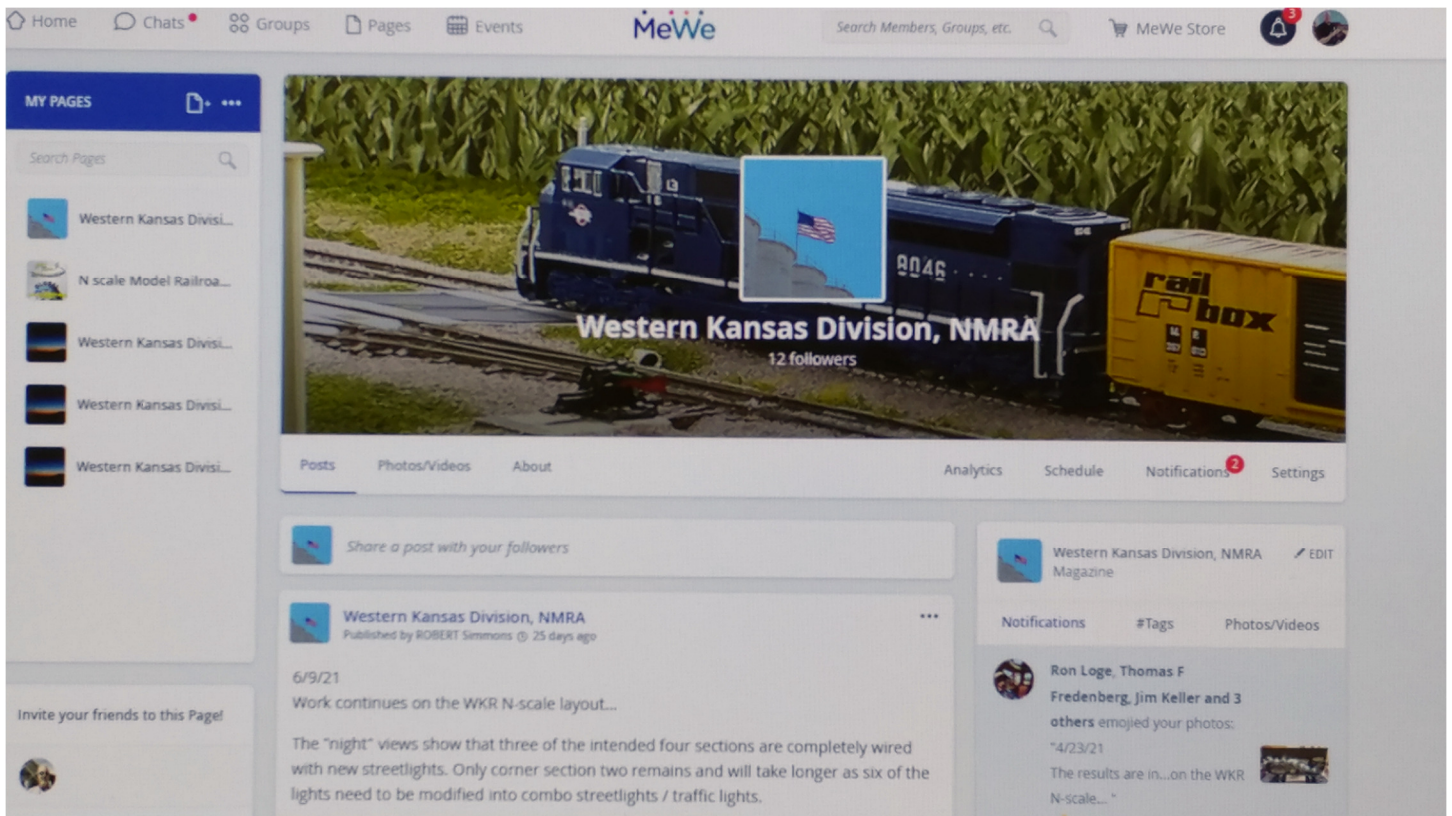 Home
Chats
Groups
Pages
Events
MeWe
Search Members, Groups, etc.
MeWe Store
3
MY PAGES
Search Pages
Western Kansas Divisi...
N scale Model Railroa...
Western Kansas Divisi...
Western Kansas Divisi...
Western Kansas Divisi...
Invite your friends to this Page!
8046
rail
box
Western Kansas Division, NMRA
12 followers
Posts
Photos/Videos
About
Analytics
Schedule
Notifications
2
Settings
Share a post with your followers
Western Kansas Division, NMRA
Published by ROBERT Simmons 25 days ago
6/9/21
Work continues on the WKR N-scale layout...
The "night" views show that three of the intended four sections are completely wired
with new streetlights. Only corner section two remains and will take longer as six of the
lights need to be modified into combo streetlights / traffic lights.
Western Kansas Division, NMRA
EDIT
Magazine
Notifications
#Tags
Photos/Videos
Ron Loge, Thomas F
Fredenberg, Jim Keller and 3
others emojied your photos:
"4/23/21
The results are in...on the WKR
N-scale... "